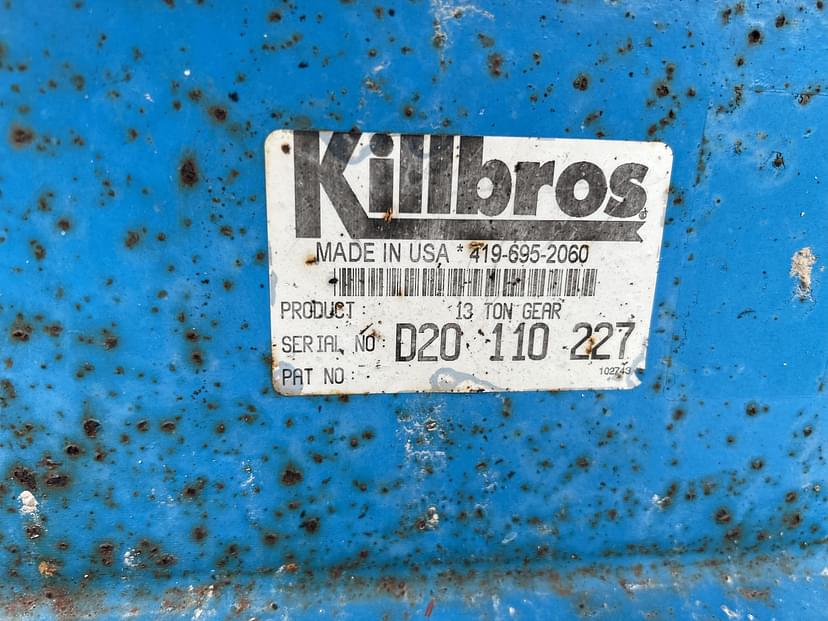 Killbros
MADE IN USA * 419-695-2060
PRODUCT : 13 TON GEAR
SERIAL NO : D20 110 227
PAT NO :
102743